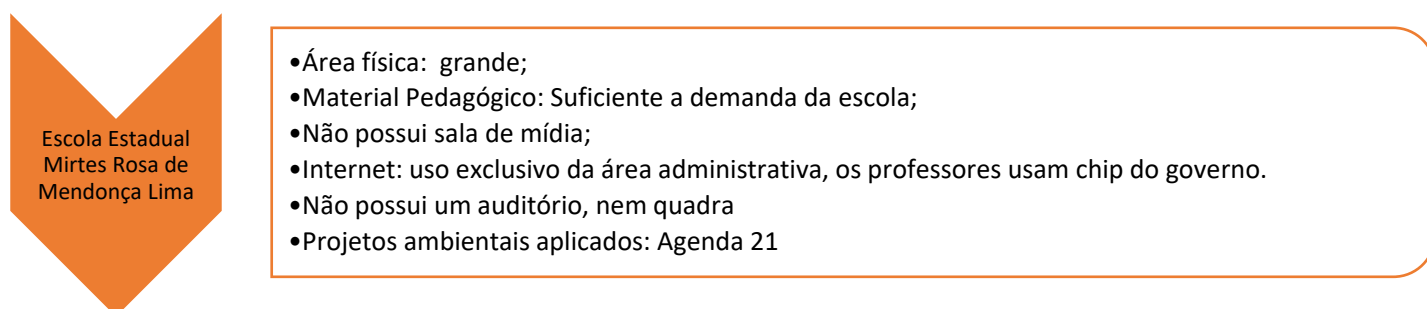 Escola Estadual
Mirtes Rosa de
Mendonça Lima
•Área física:  grande;
•Material Pedagógico: Suficiente a demanda da escola;
•Não possui sala de mídia;
•Internet: uso exclusivo da área administrativa, os professores usam chip do governo.
•Não possui um auditório, nem quadra
•Projetos ambientais aplicados: Agenda 21